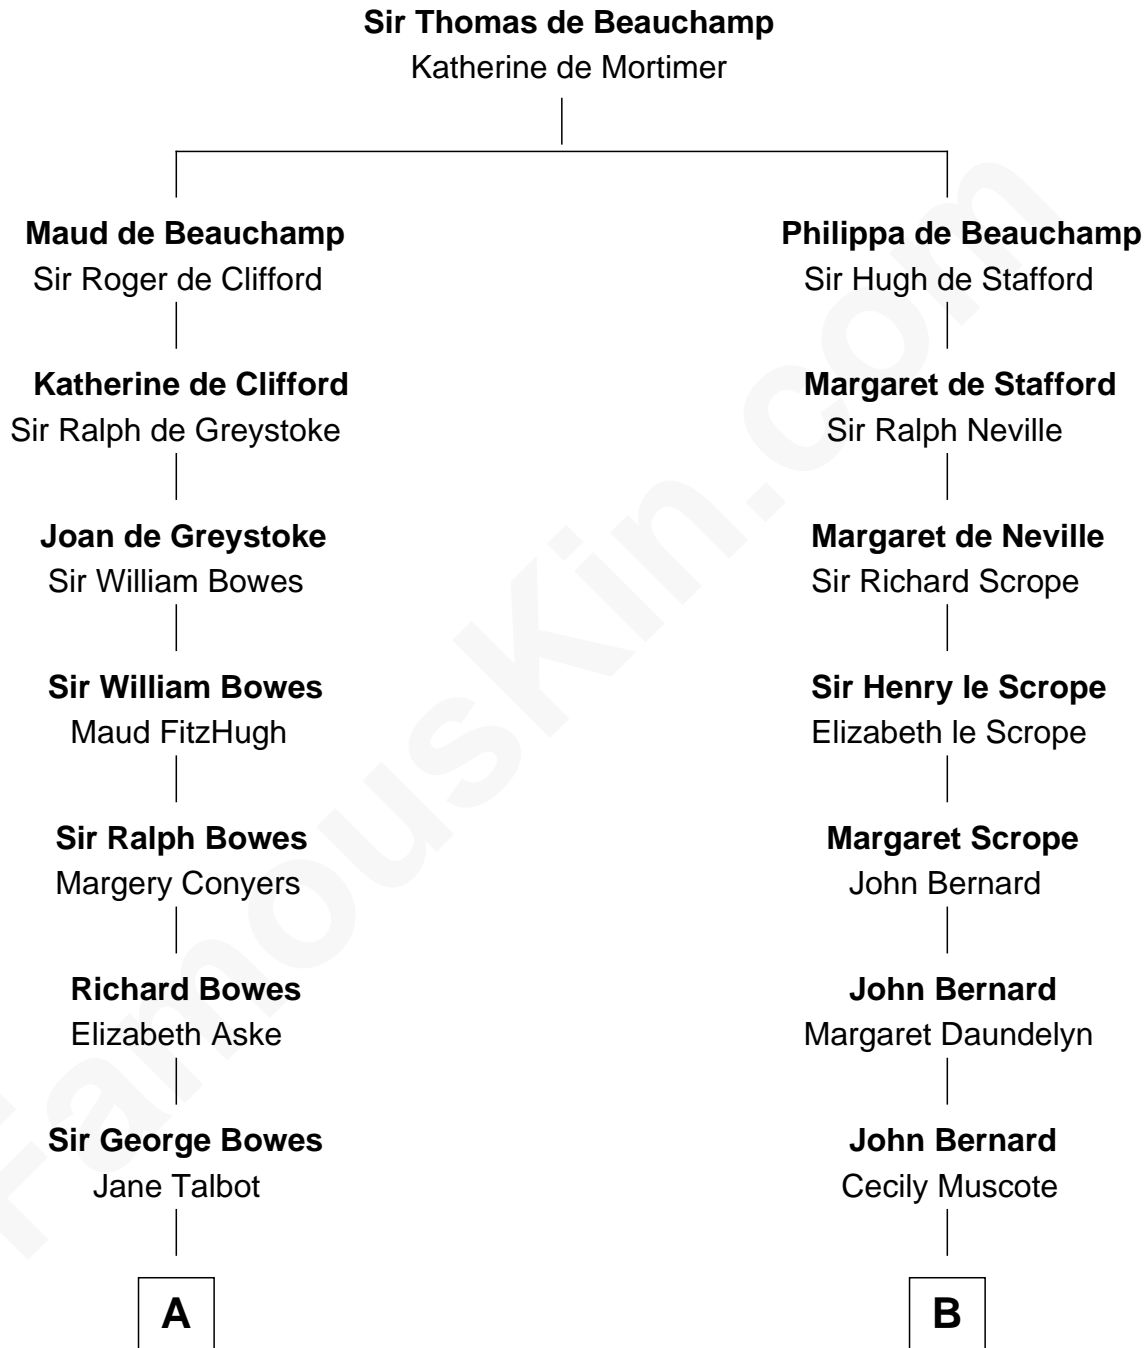 Sir Thomas de Beauchamp
Katherine de Mortimer
Maud de Beauchamp
Sir Roger de Clifford
Philippa de Beauchamp
Sir Hugh de Stafford
Katherine de Clifford
Sir Ralph de Greystoke
Margaret de Stafford
Sir Ralph Neville
Joan de Greystoke
Sir William Bowes
Margaret de Neville
Sir Richard Scrope
Sir William Bowes
Maud FitzHugh
Sir Henry le Scrope
Elizabeth le Scrope
Sir Ralph Bowes
Margery Conyers
Margaret Scrope
John Bernard
Richard Bowes
Elizabeth Aske
John Bernard
Margaret Daundelyn
Sir George Bowes
Jane Talbot
John Bernard
Cecily Muscote
A
B
FamousKin.com